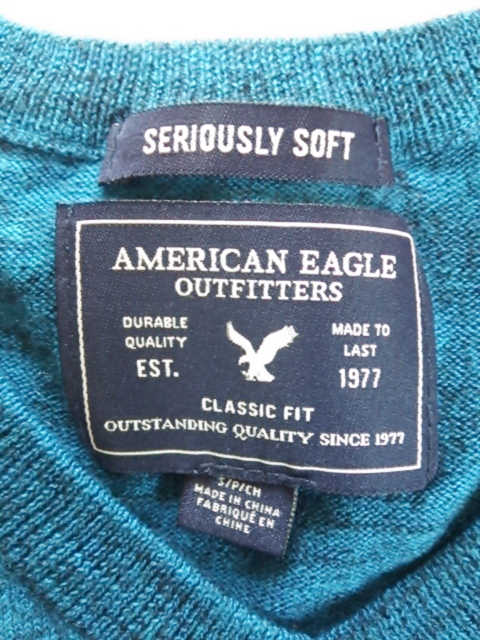 SERIOUSLY SOFT
AMERICAN EAGLE
OUTFITTERS
DURABLE
QUALITY
EST.
MADE TO
LAST
1977
CLASSIC FIT
OUTSTANDING QUALITY SINCE 1977
S/P/CH
MADE IN CHINA
FABRIQUÉ EN
CHINE